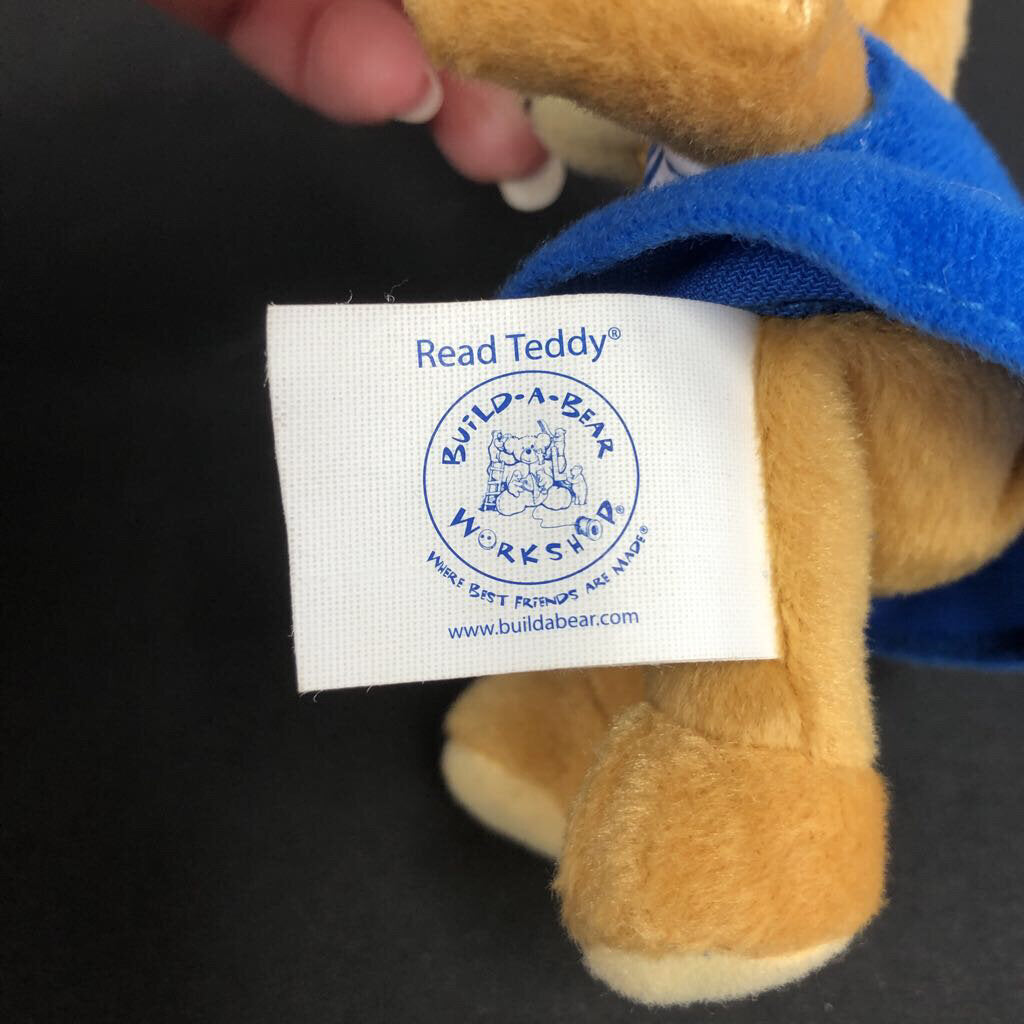 Read Teddy®
BUILD-A-BEAR
WORKSHOP®
WHERE BEST FRIENDS ARE MADE®
www.buildabear.com